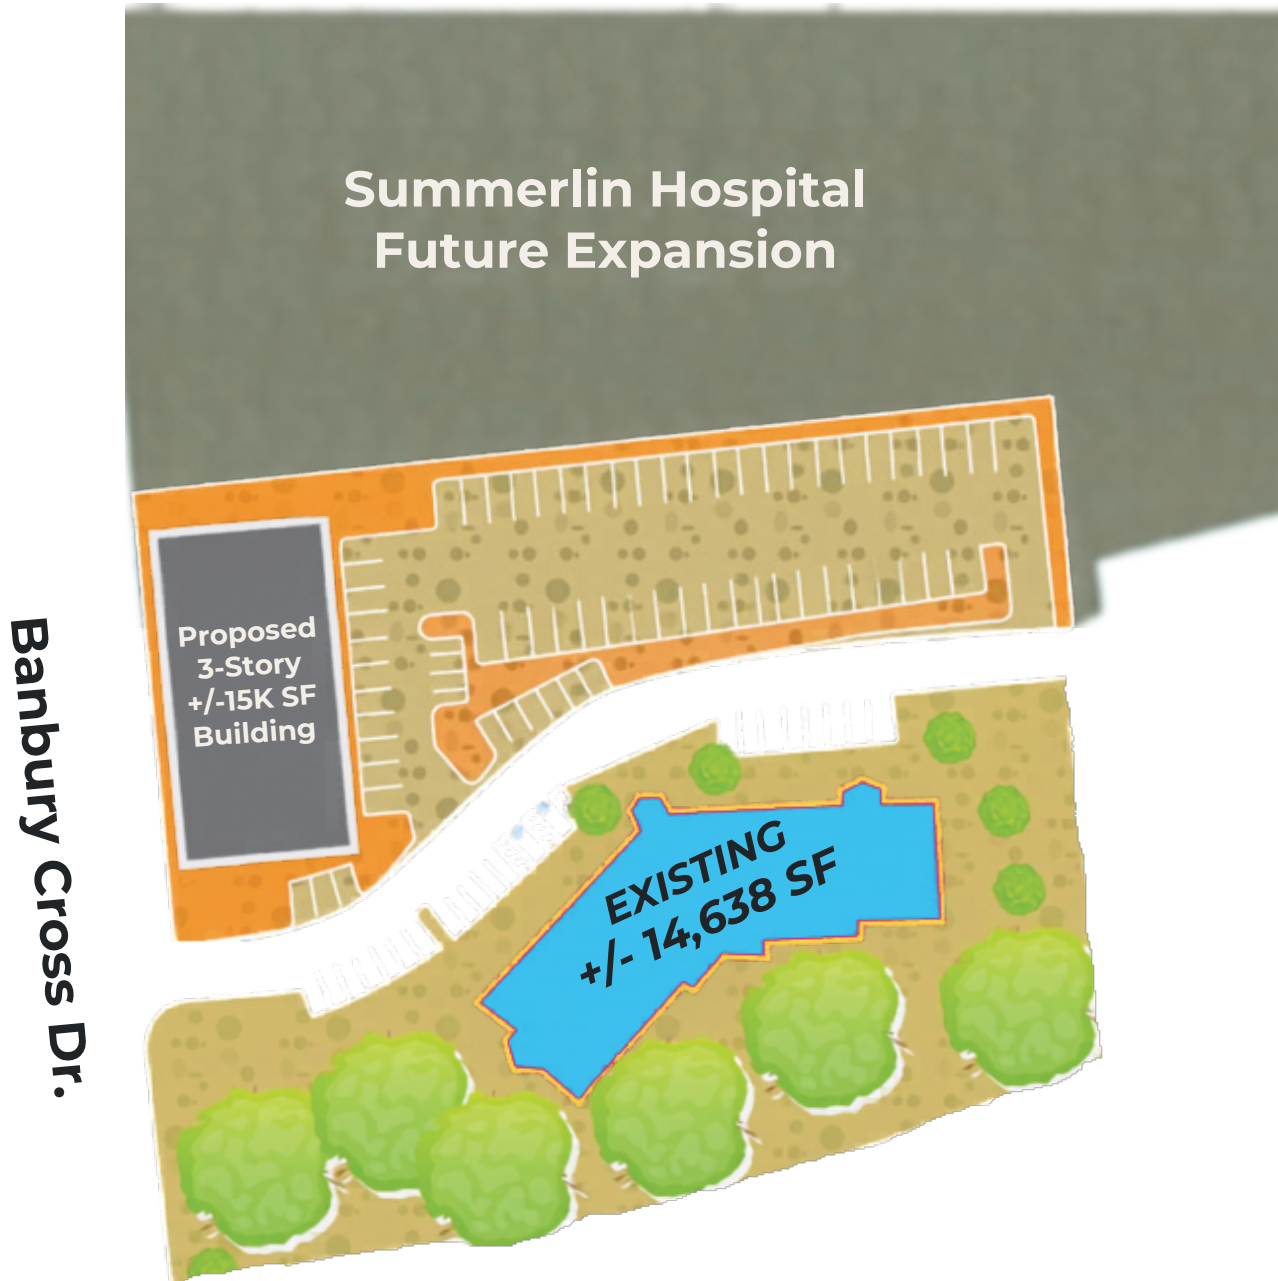 Summerlin Hospital
Future Expansion
Proposed
3-Story
+/-15K SF
Building
Banbury Cross Dr.
EXISTING
+/- 14,638 SF